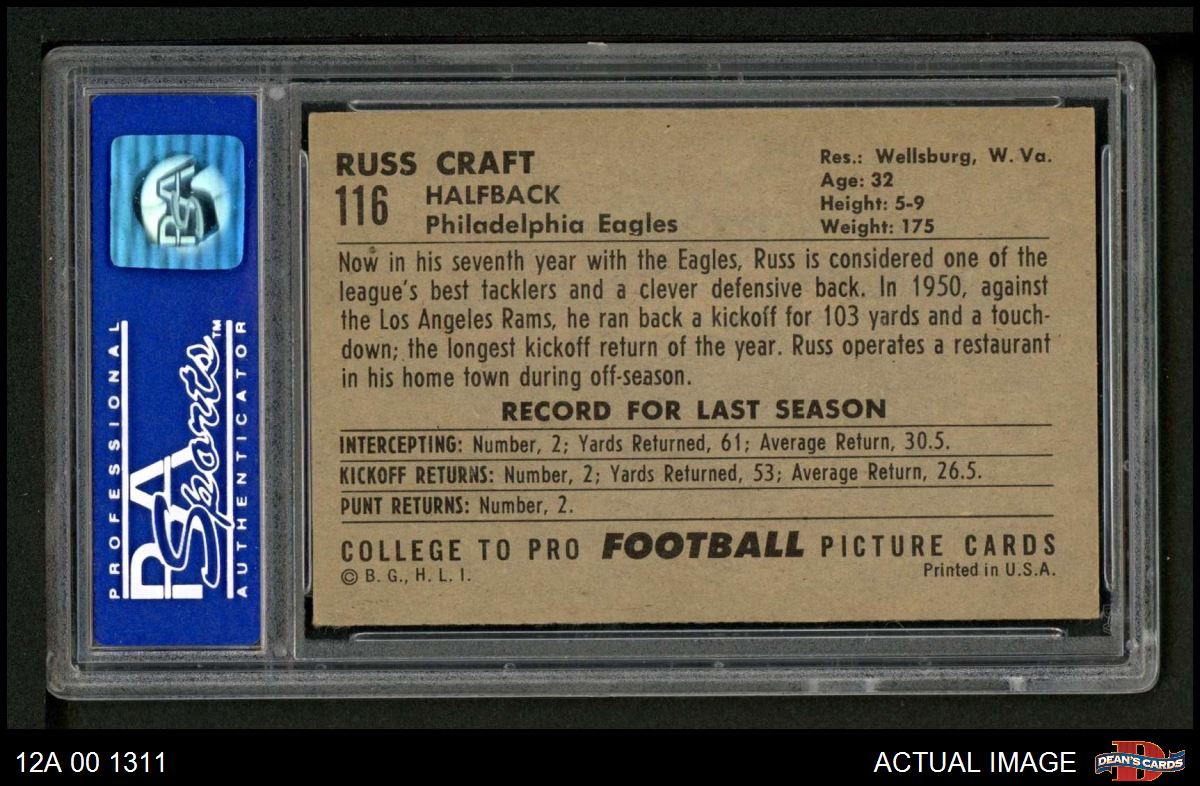 RUSS CRAFT
116
HALFBACK
Philadelphia Eagles
Res.: Wellsburg, W. Va.
Age: 32
Height: 5-9
Weight: 175
Now in his seventh year with the Eagles, Russ is considered one of the
league's best tacklers and a clever defensive back. In 1950, against
the Los Angeles Rams, he ran back a kickoff for 103 yards and a touch-
down; the longest kickoff return of the year. Russ operates a restaurant
in his home town during off-season.
RECORD FOR LAST SEASON
INTERCEPTING: Number, 2; Yards Returned, 61; Average Return, 30.5.
KICKOFF RETURNS: Number, 2; Yards Returned, 53; Average Return, 26.5.
PUNT RETURNS: Number, 2.
COLLEGE TO PRO FOOTBALL PICTURE CARDS
© B. G., H. L. I.
Printed in U.S.A.
PSA
PROFESSIONAL
PSA Sports™
AUTHENTICATOR
12A 00 1311
ACTUAL IMAGE
D
DEAN'S CARDS